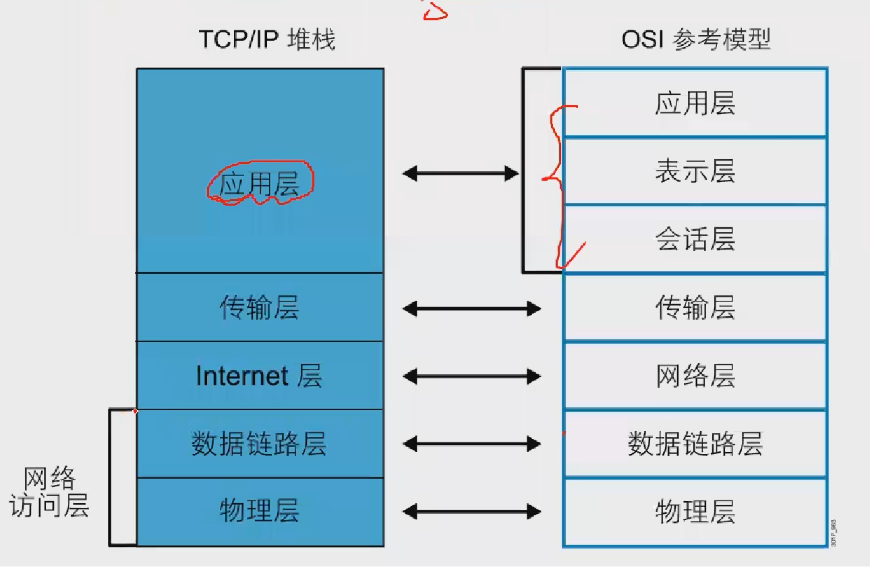 TCP/IP 堆栈
OSI 参考模型
应用层
传输层
Internet 层
数据链路层
物理层
网络
访问层
应用层
表示层
会话层
传输层
网络层
数据链路层
物理层